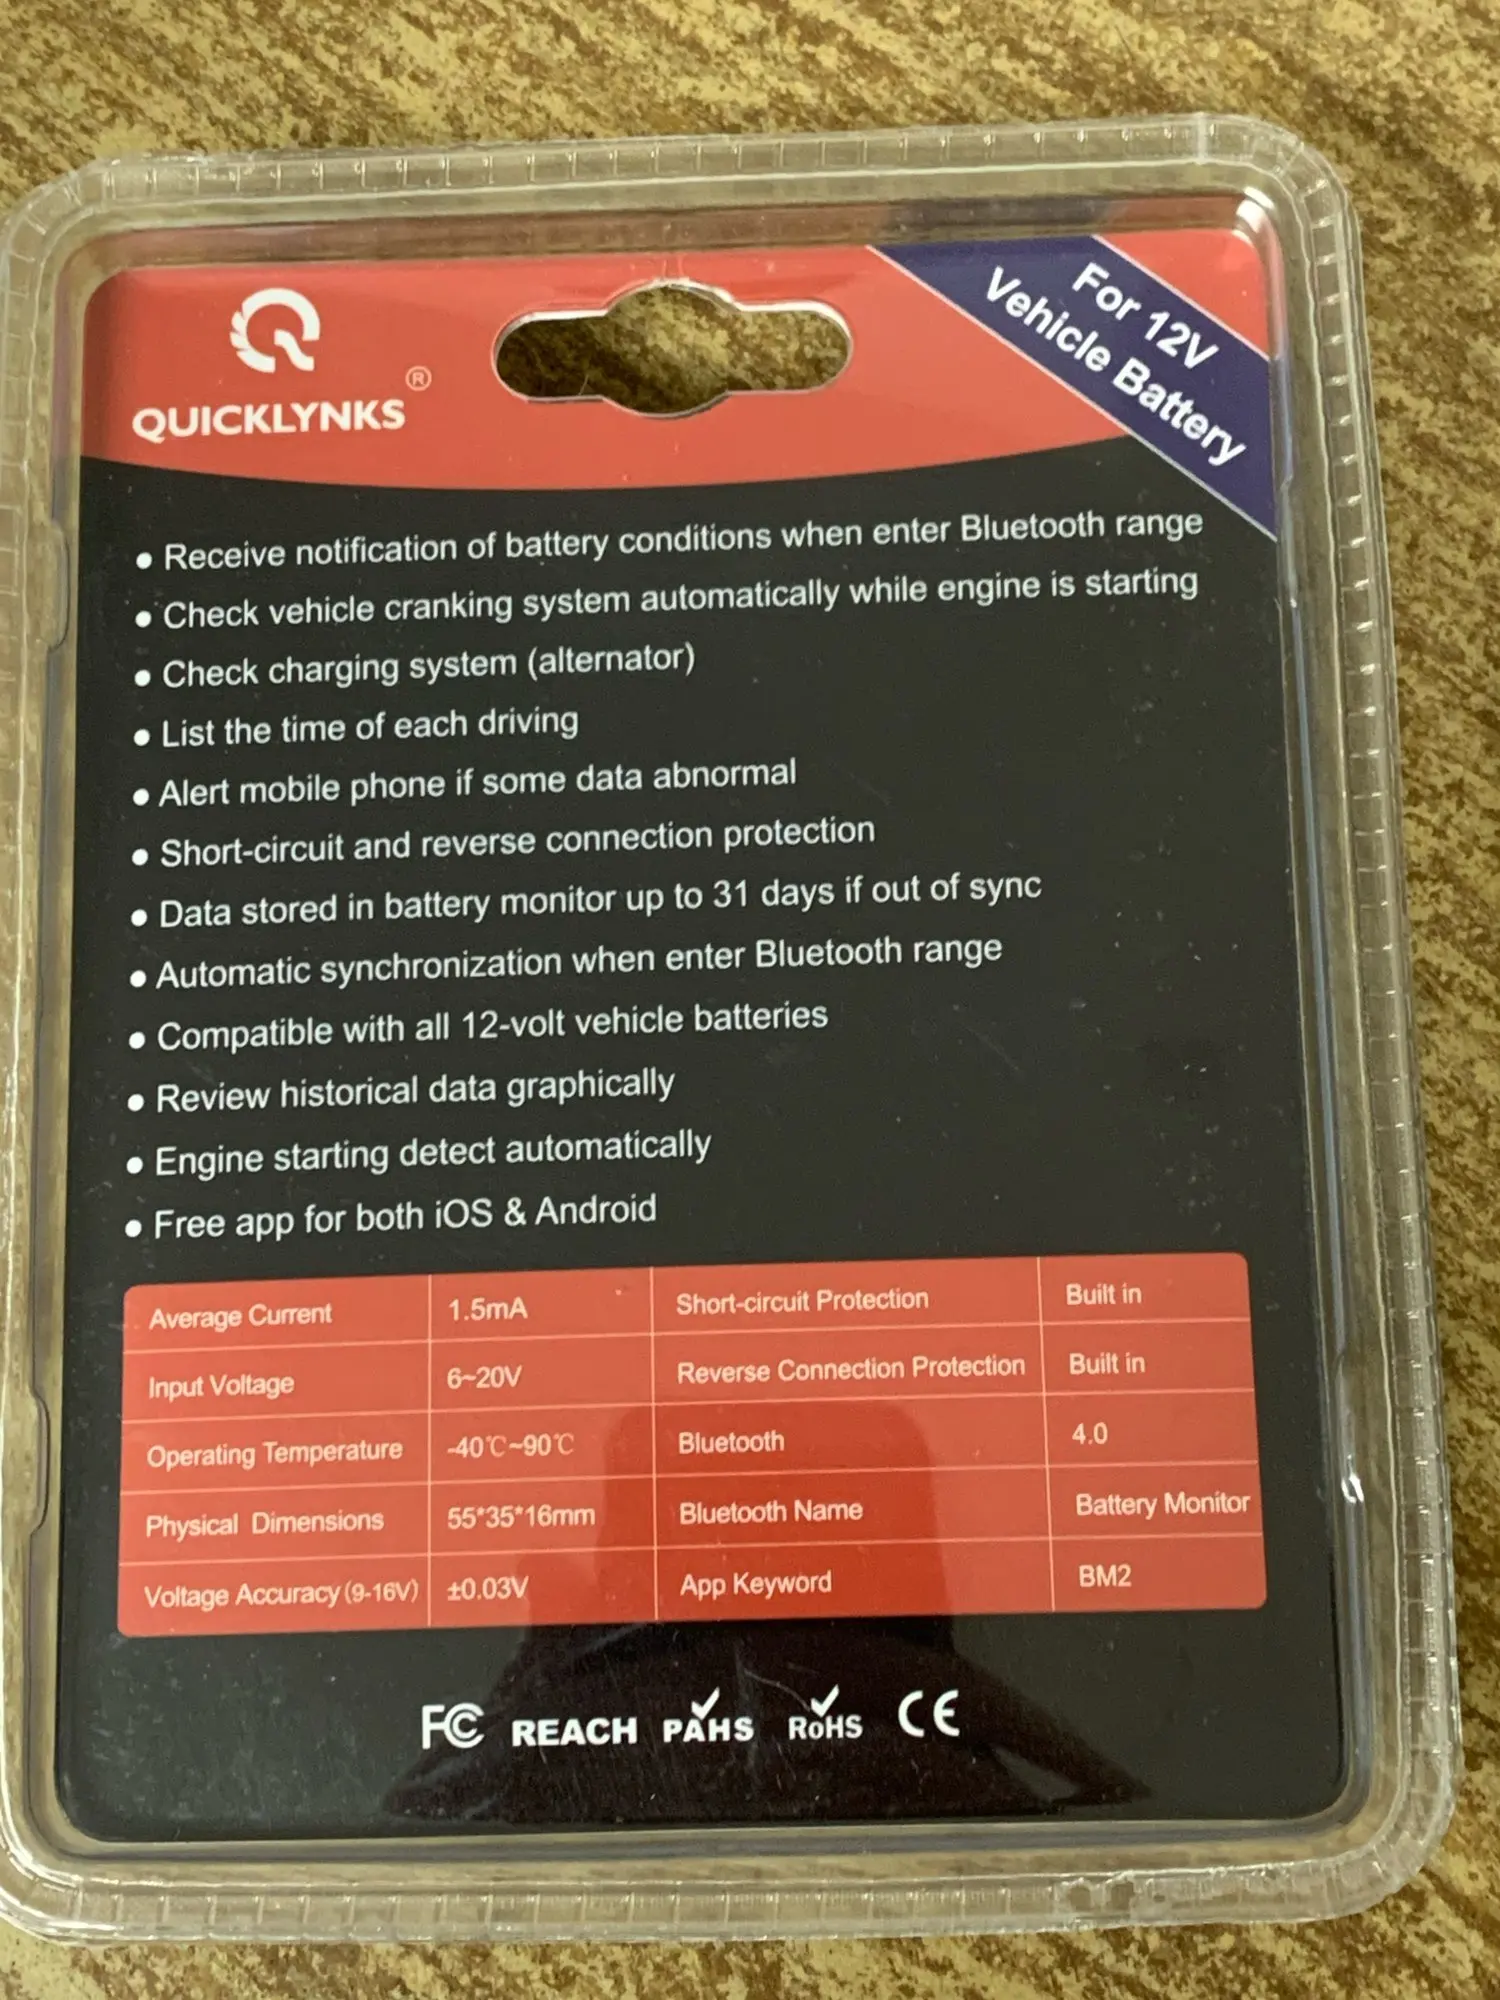 QUICKLYNKS®
For 12V
Vehicle Battery
● Receive notification of battery conditions when enter Bluetooth range
● Check vehicle cranking system automatically while engine is starting
● Check charging system (alternator)
● List the time of each driving
● Alert mobile phone if some data abnormal
● Short-circuit and reverse connection protection
● Data stored in battery monitor up to 31 days if out of sync
● Automatic synchronization when enter Bluetooth range
● Compatible with all 12-volt vehicle batteries
● Review historical data graphically
● Engine starting detect automatically
● Free app for both iOS & Android
Average Current 1.5mA Short-circuit Protection Built in
Input Voltage 6~20V Reverse Connection Protection Built in
Operating Temperature -40℃~90℃ Bluetooth 4.0
Physical Dimensions 55*35*16mm Bluetooth Name Battery Monitor
Voltage Accuracy (9-16V) ±0.03V App Keyword BM2
FC REACH PAHS RoHS CE